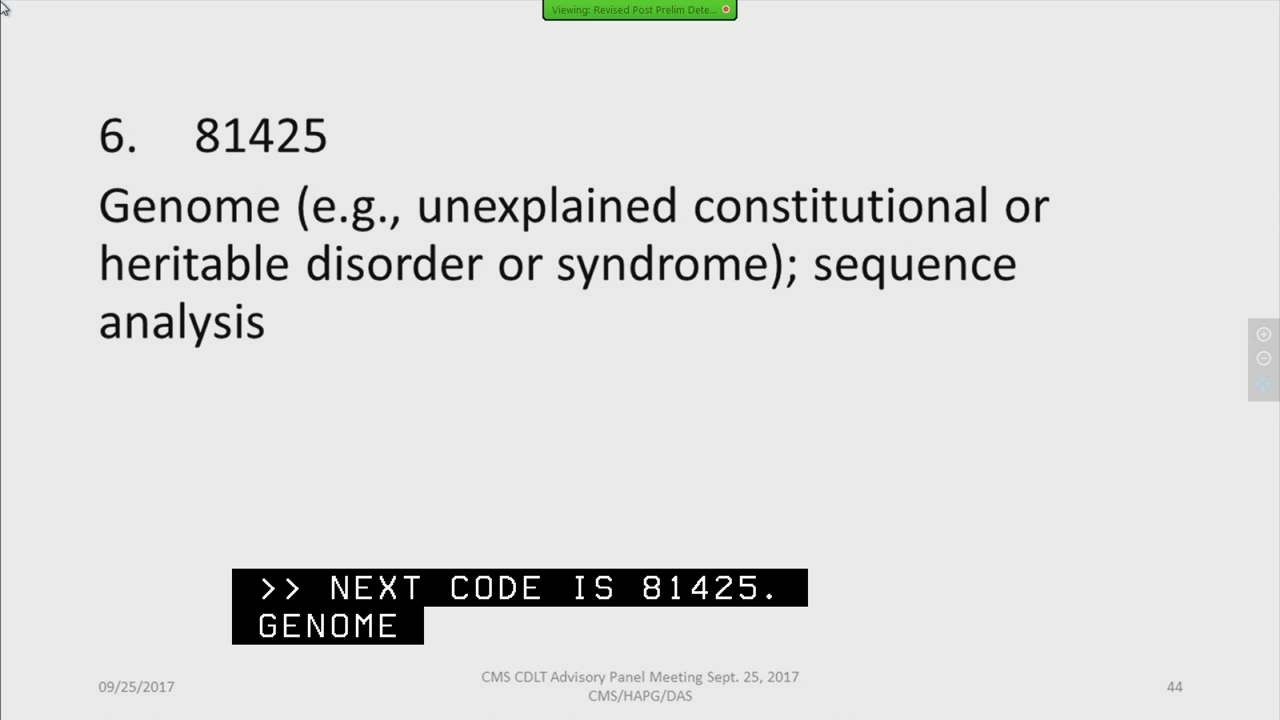 Viewing: Revised Post Prelim Dete...
6. 81425
Genome (e.g., unexplained constitutional or
heritable disorder or syndrome); sequence
analysis
>> NEXT CODE IS 81425.
GENOME
09/25/2017
CMS CDLT Advisory Panel Meeting Sept. 25, 2017
CMS/HAPG/DAS
44